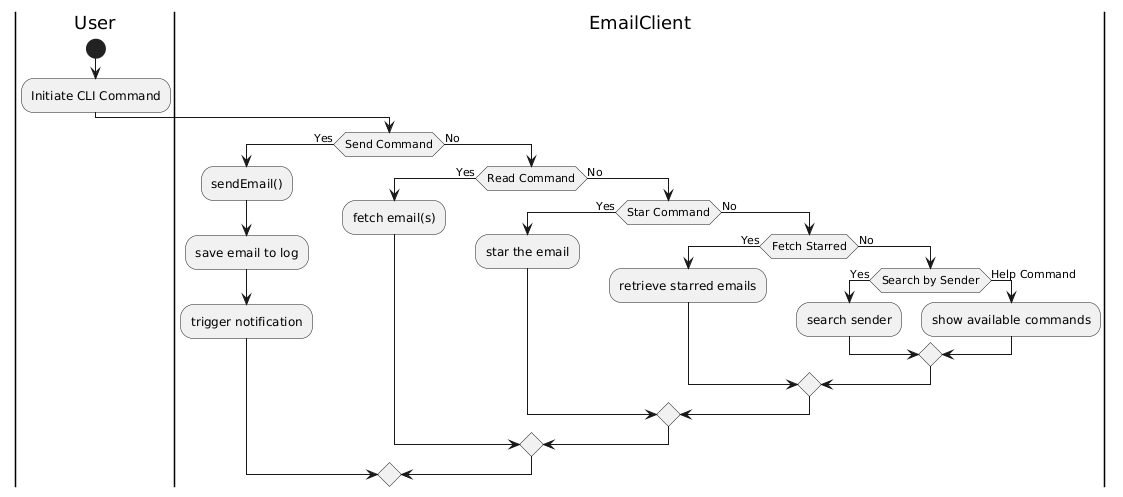 User
EmailClient
Initiate CLI Command
Yes
Send Command
No
sendEmail()
Yes
Read Command
No
save email to log
fetch email(s)
Yes
Star Command
No
trigger notification
star the email
Yes
Fetch Starred
No
retrieve starred emails
Yes
Search by Sender
Help Command
search sender
show available commands